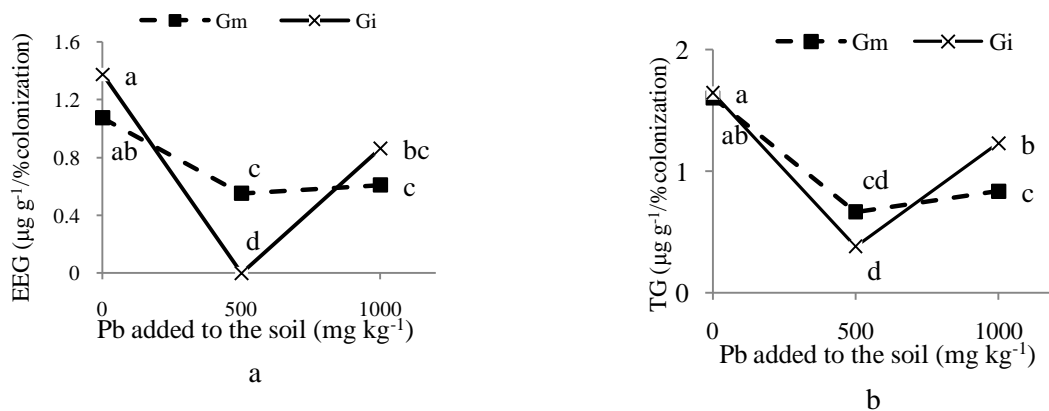 Gm Gi
EEG (µg g-1/%colonization)
1.6
1.2
0.8
0.4
0
a
ab
c
d
bc
c
0 500 1000
Pb added to the soil (mg kg-1)
a
Gm Gi
TG (µg g-1/%colonization)
2
1
0
a
ab
cd
d
b
c
0 500 1000
Pb added to the soil (mg kg-1)
b